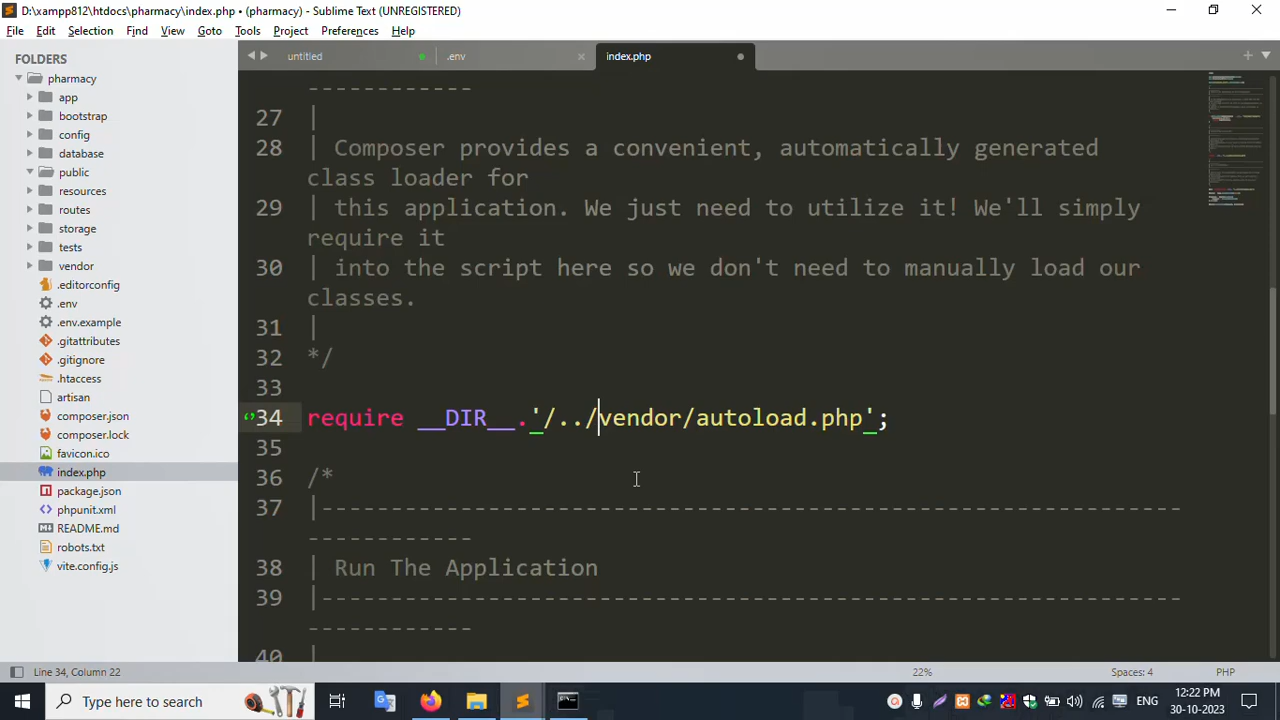 D:\xampp812\htdocs\pharmacy\index.php • (pharmacy) - Sublime Text (UNREGISTERED)
File Edit Selection Find View Goto Tools Project Preferences Help
FOLDERS
pharmacy
app
bootstrap
config
database
public
resources
routes
storage
tests
vendor
.editorconfig
.env
.env.example
.gitattributes
.gitignore
.htaccess
artisan
composer.json
composer.lock
favicon.ico
index.php
package.json
phpunit.xml
README.md
robots.txt
vite.config.js
untitled .env index.php
------------
27 |
28 | Composer provides a convenient, automatically generated
class loader for
29 | this application. We just need to utilize it! We'll simply
require it
30 | into the script here so we don't need to manually load our
classes.
31 |
32 */
33
34 require __DIR__.'/../vendor/autoload.php';
35
36 /*
37 |--------------------------------------------------------------
------------
38 | Run The Application
39 |--------------------------------------------------------------
------------
40 |
Line 34, Column 22 22% Spaces: 4 PHP
Type here to search
ENG
12:22 PM
30-10-2023